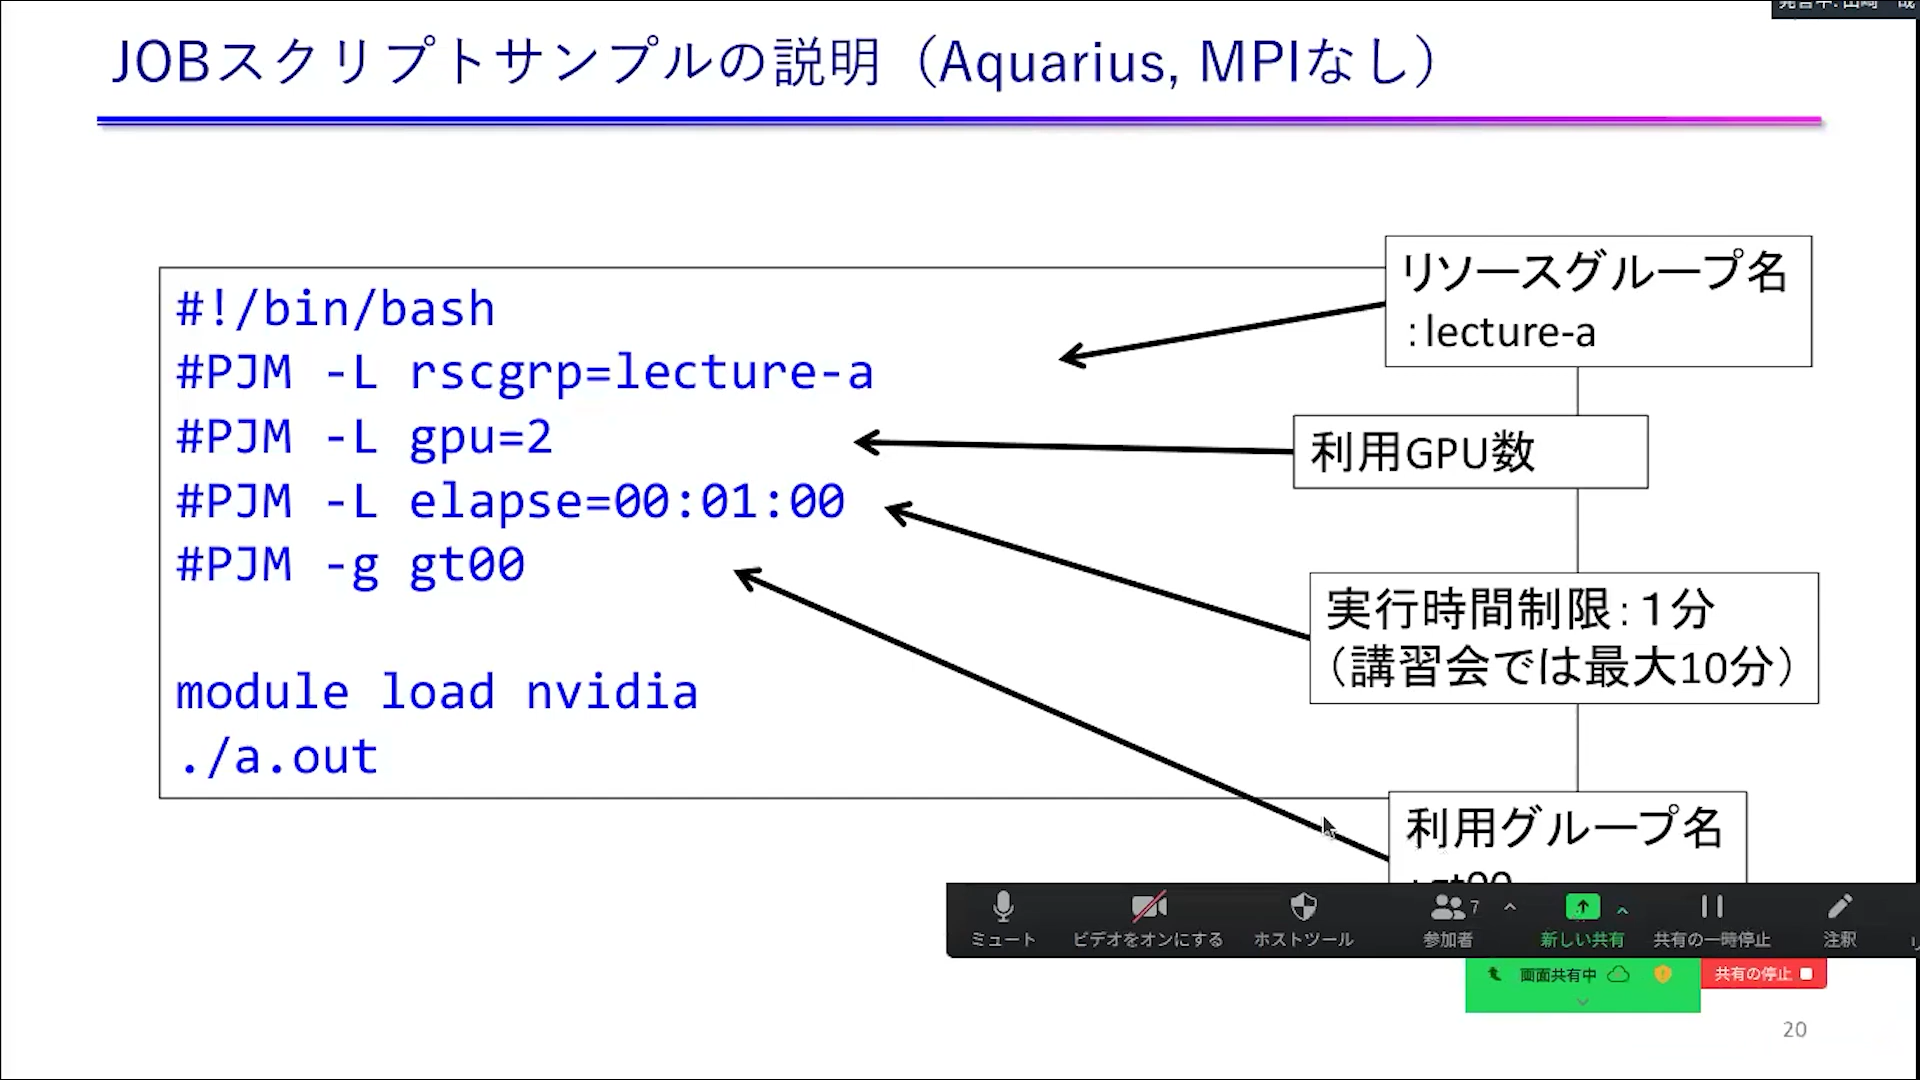 JOBスクリプトサンプルの説明（Aquarius, MPIなし）
#!/bin/bash
#PJM -L rscgrp=lecture-a
#PJM -L gpu=2
#PJM -L elapse=00:01:00
#PJM -g gt00
module load nvidia
./a.out
リソースグループ名
:lecture-a
利用GPU数
実行時間制限:1分
（講習会では最大10分）
利用グループ名
:gt00
ミュート
ビデオをオンにする
ホストツール
7
参加者
新しい共有
共有の一時停止
注釈
画面共有中
共有の停止
20